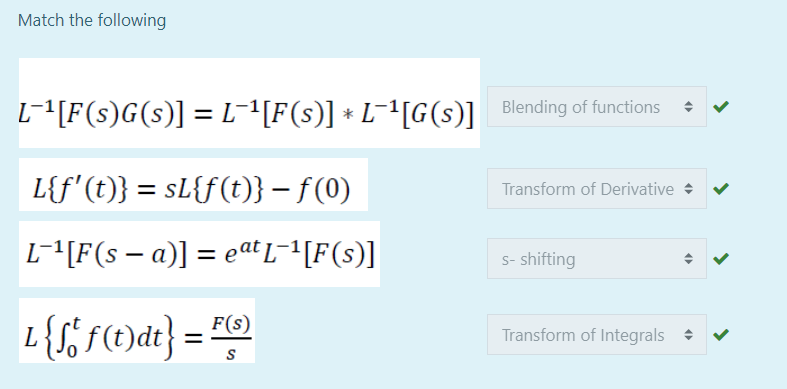 Match the following
L⁻¹[F(s)G(s)] = L⁻¹[F(s)] * L⁻¹[G(s)]
Blending of functions
L{f'(t)} = sL{f(t)} – f(0)
Transform of Derivative
L⁻¹[F(s – a)] = eᵃᵗL⁻¹[F(s)]
s- shifting
L{∫₀ᵗ f(t)dt} = F(s)/s
Transform of Integrals